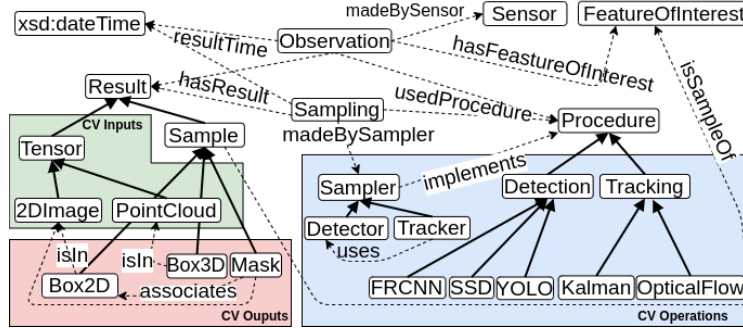 madeBySensor
Sensor
FeatureOfInterest
xsd:dateTime
resultTime
Observation
hasFeastureOfInterest
Result
hasResult
Sampling
usedProcedure
isSampleOf
CV Inputs
Sample
madeBySampler
Procedure
Tensor
implements
Sampler
Detection
Tracking
2DImage
PointCloud
Detector
Tracker
uses
isIn
isIn
Box3D
Mask
Box2D
associates
FRCNN
SSD
YOLO
Kalman
OpticalFlow
CV Ouputs
CV Operations